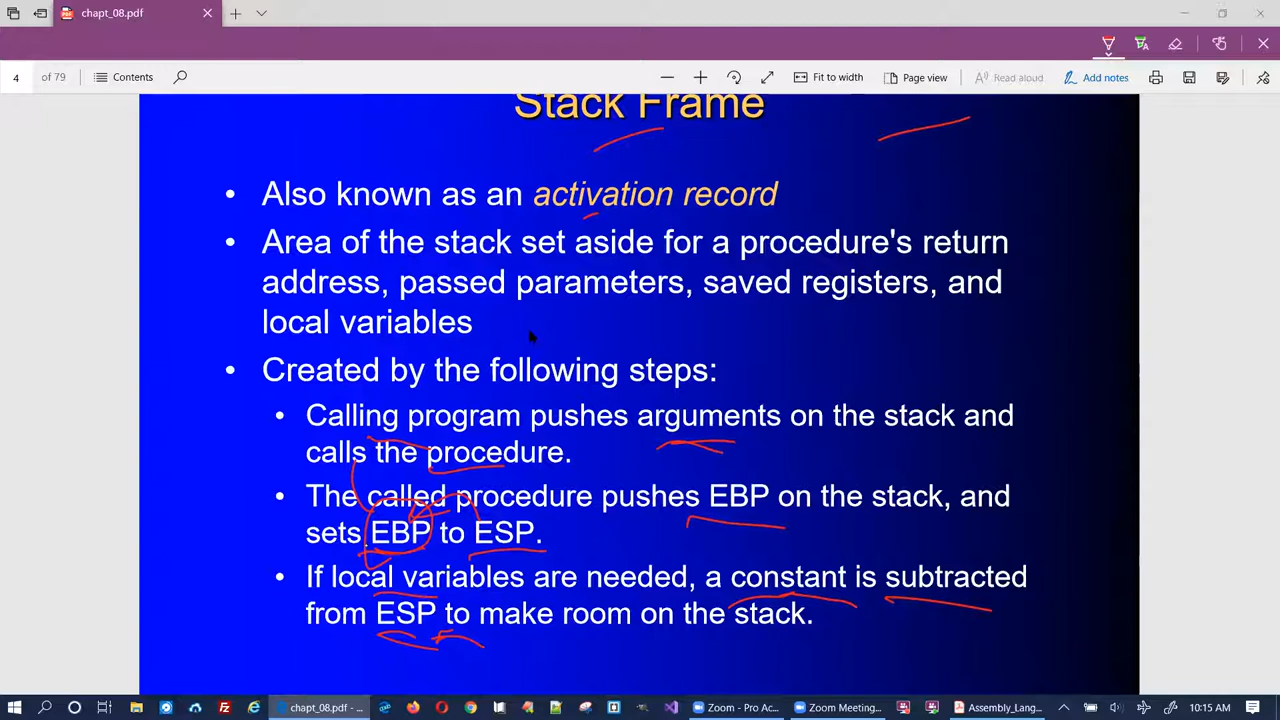 chapt_08.pdf
4 of 79 Contents Fit to width Page view Read aloud Add notes
Stack Frame
• Also known as an activation record
• Area of the stack set aside for a procedure's return
address, passed parameters, saved registers, and
local variables
• Created by the following steps:
• Calling program pushes arguments on the stack and
calls the procedure.
• The called procedure pushes EBP on the stack, and
sets EBP to ESP.
• If local variables are needed, a constant is subtracted
from ESP to make room on the stack.
chapt_08.pdf - ... Zoom - Pro Ac... Zoom Meeting... Assembly_Lang... 10:15 AM